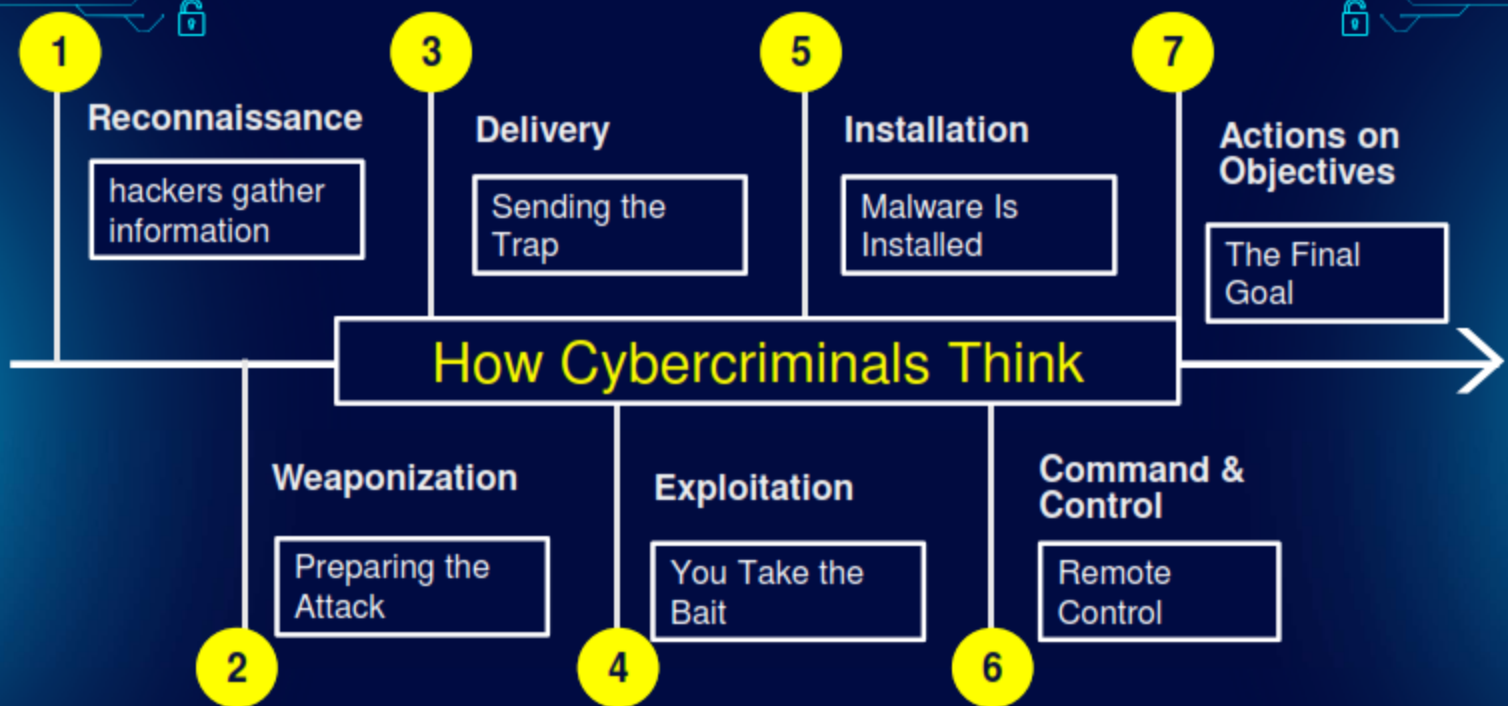 1
Reconnaissance
hackers gather
information
2
Weaponization
Preparing the
Attack
3
Delivery
Sending the
Trap
4
Exploitation
You Take the
Bait
5
Installation
Malware Is
Installed
6
Command &
Control
Remote
Control
7
Actions on
Objectives
The Final
Goal
How Cybercriminals Think